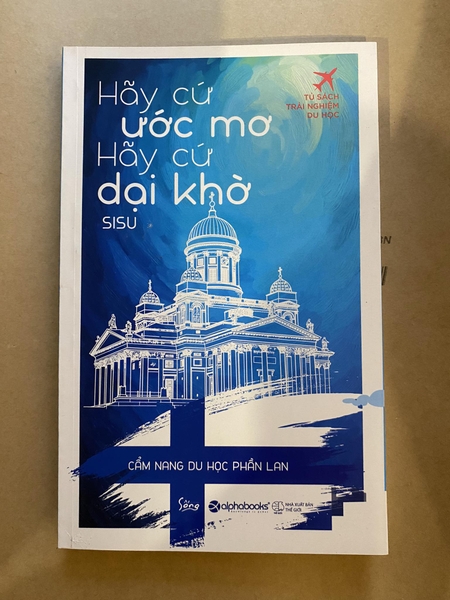 Hãy cứ
ước mơ
Hãy cứ
dại khờ
SISU
TỦ SÁCH
TRẢI NGHIỆM
DU HỌC
CẨM NANG DU HỌC PHẦN LAN
Sống
alphabooks
NHÀ XUẤT BẢN
THẾ GIỚI